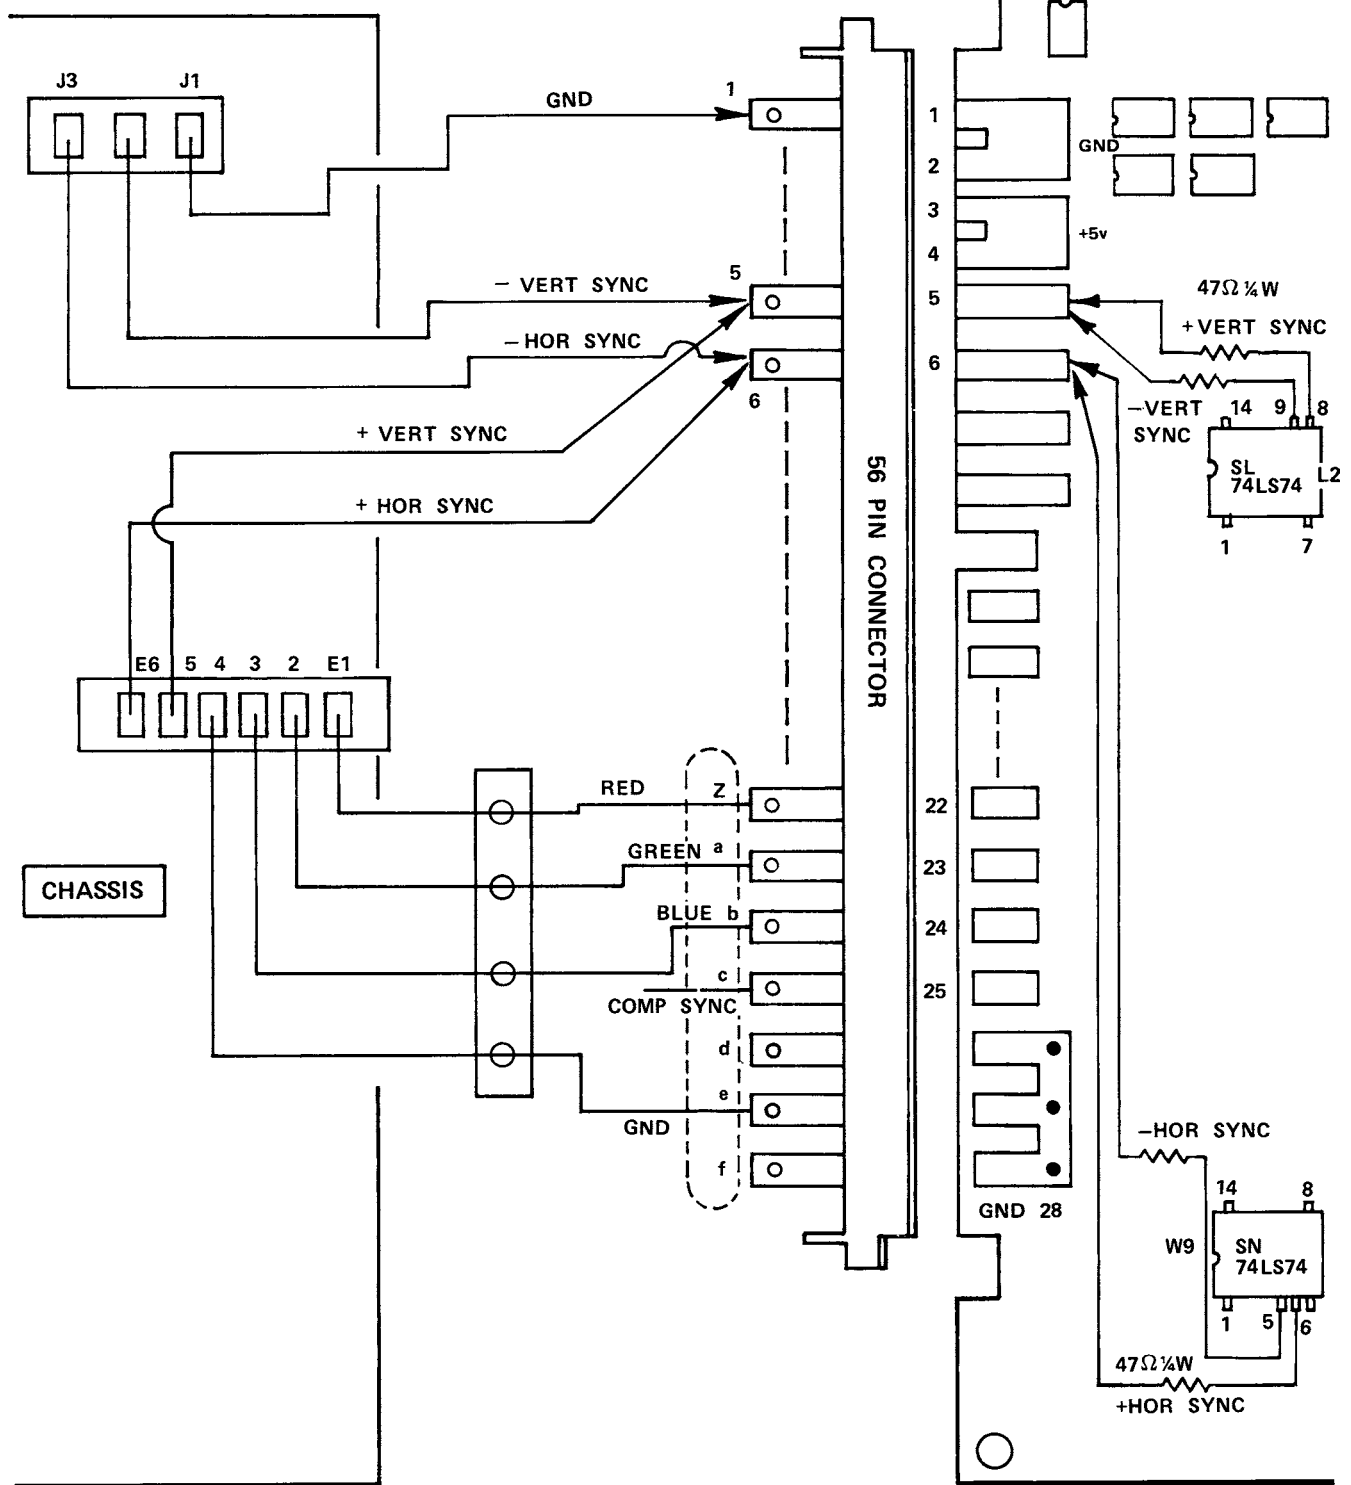 J3 J1
GND
1
1
2
GND
3
4
+5v
– VERT SYNC
5
5
– HOR SYNC
6
6
47Ω ¼W
+VERT SYNC
–VERT
SYNC
14 9 8
SL
74LS74
L2
1 7
+ VERT SYNC
+ HOR SYNC
56 PIN CONNECTOR
E6 5 4 3 2 E1
RED Z
22
GREEN a
23
CHASSIS
BLUE b
24
c
COMP SYNC
25
d
e
GND
f
GND 28
–HOR SYNC
14 8
W9
SN
74LS74
1 5 6
47Ω ¼W
+HOR SYNC